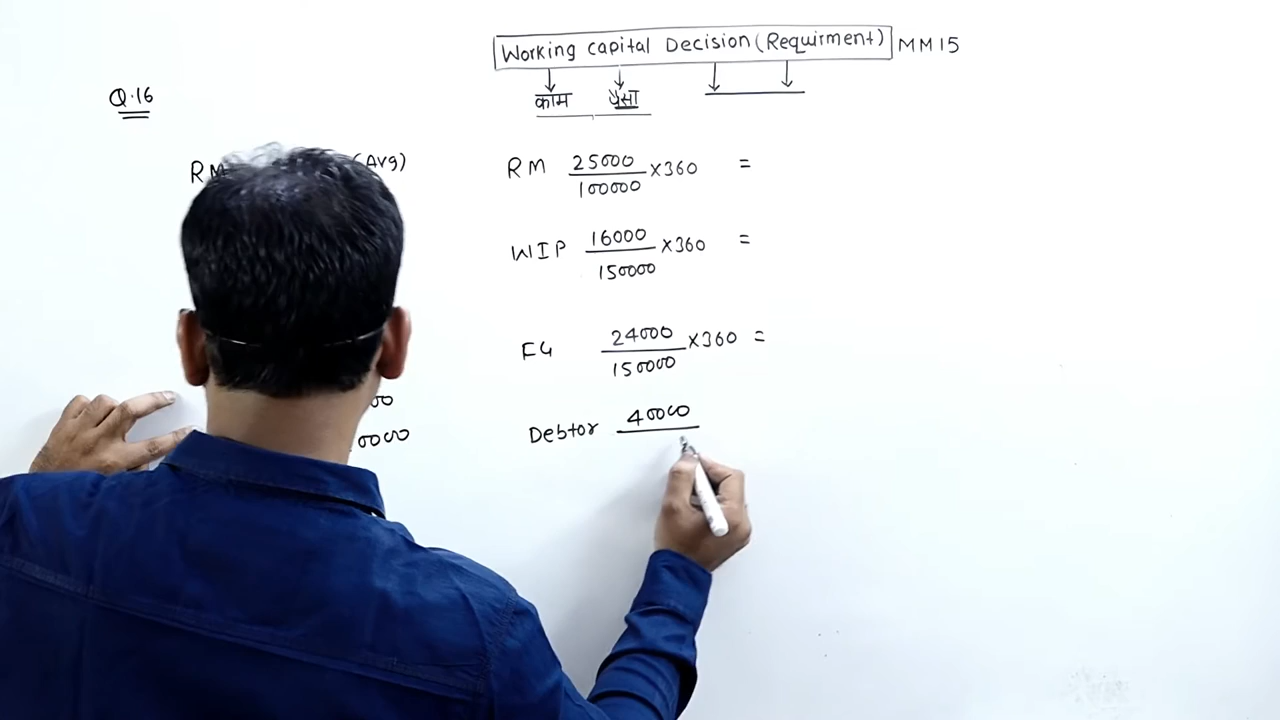 Working Capital Decision (Requirment) MM15
काम पैसा
Q.16
RM (Avg)
RM 25000/100000 ×360 =
WIP 16000/150000 ×360 =
FG 24000/150000 ×360 =
Debtor 40000